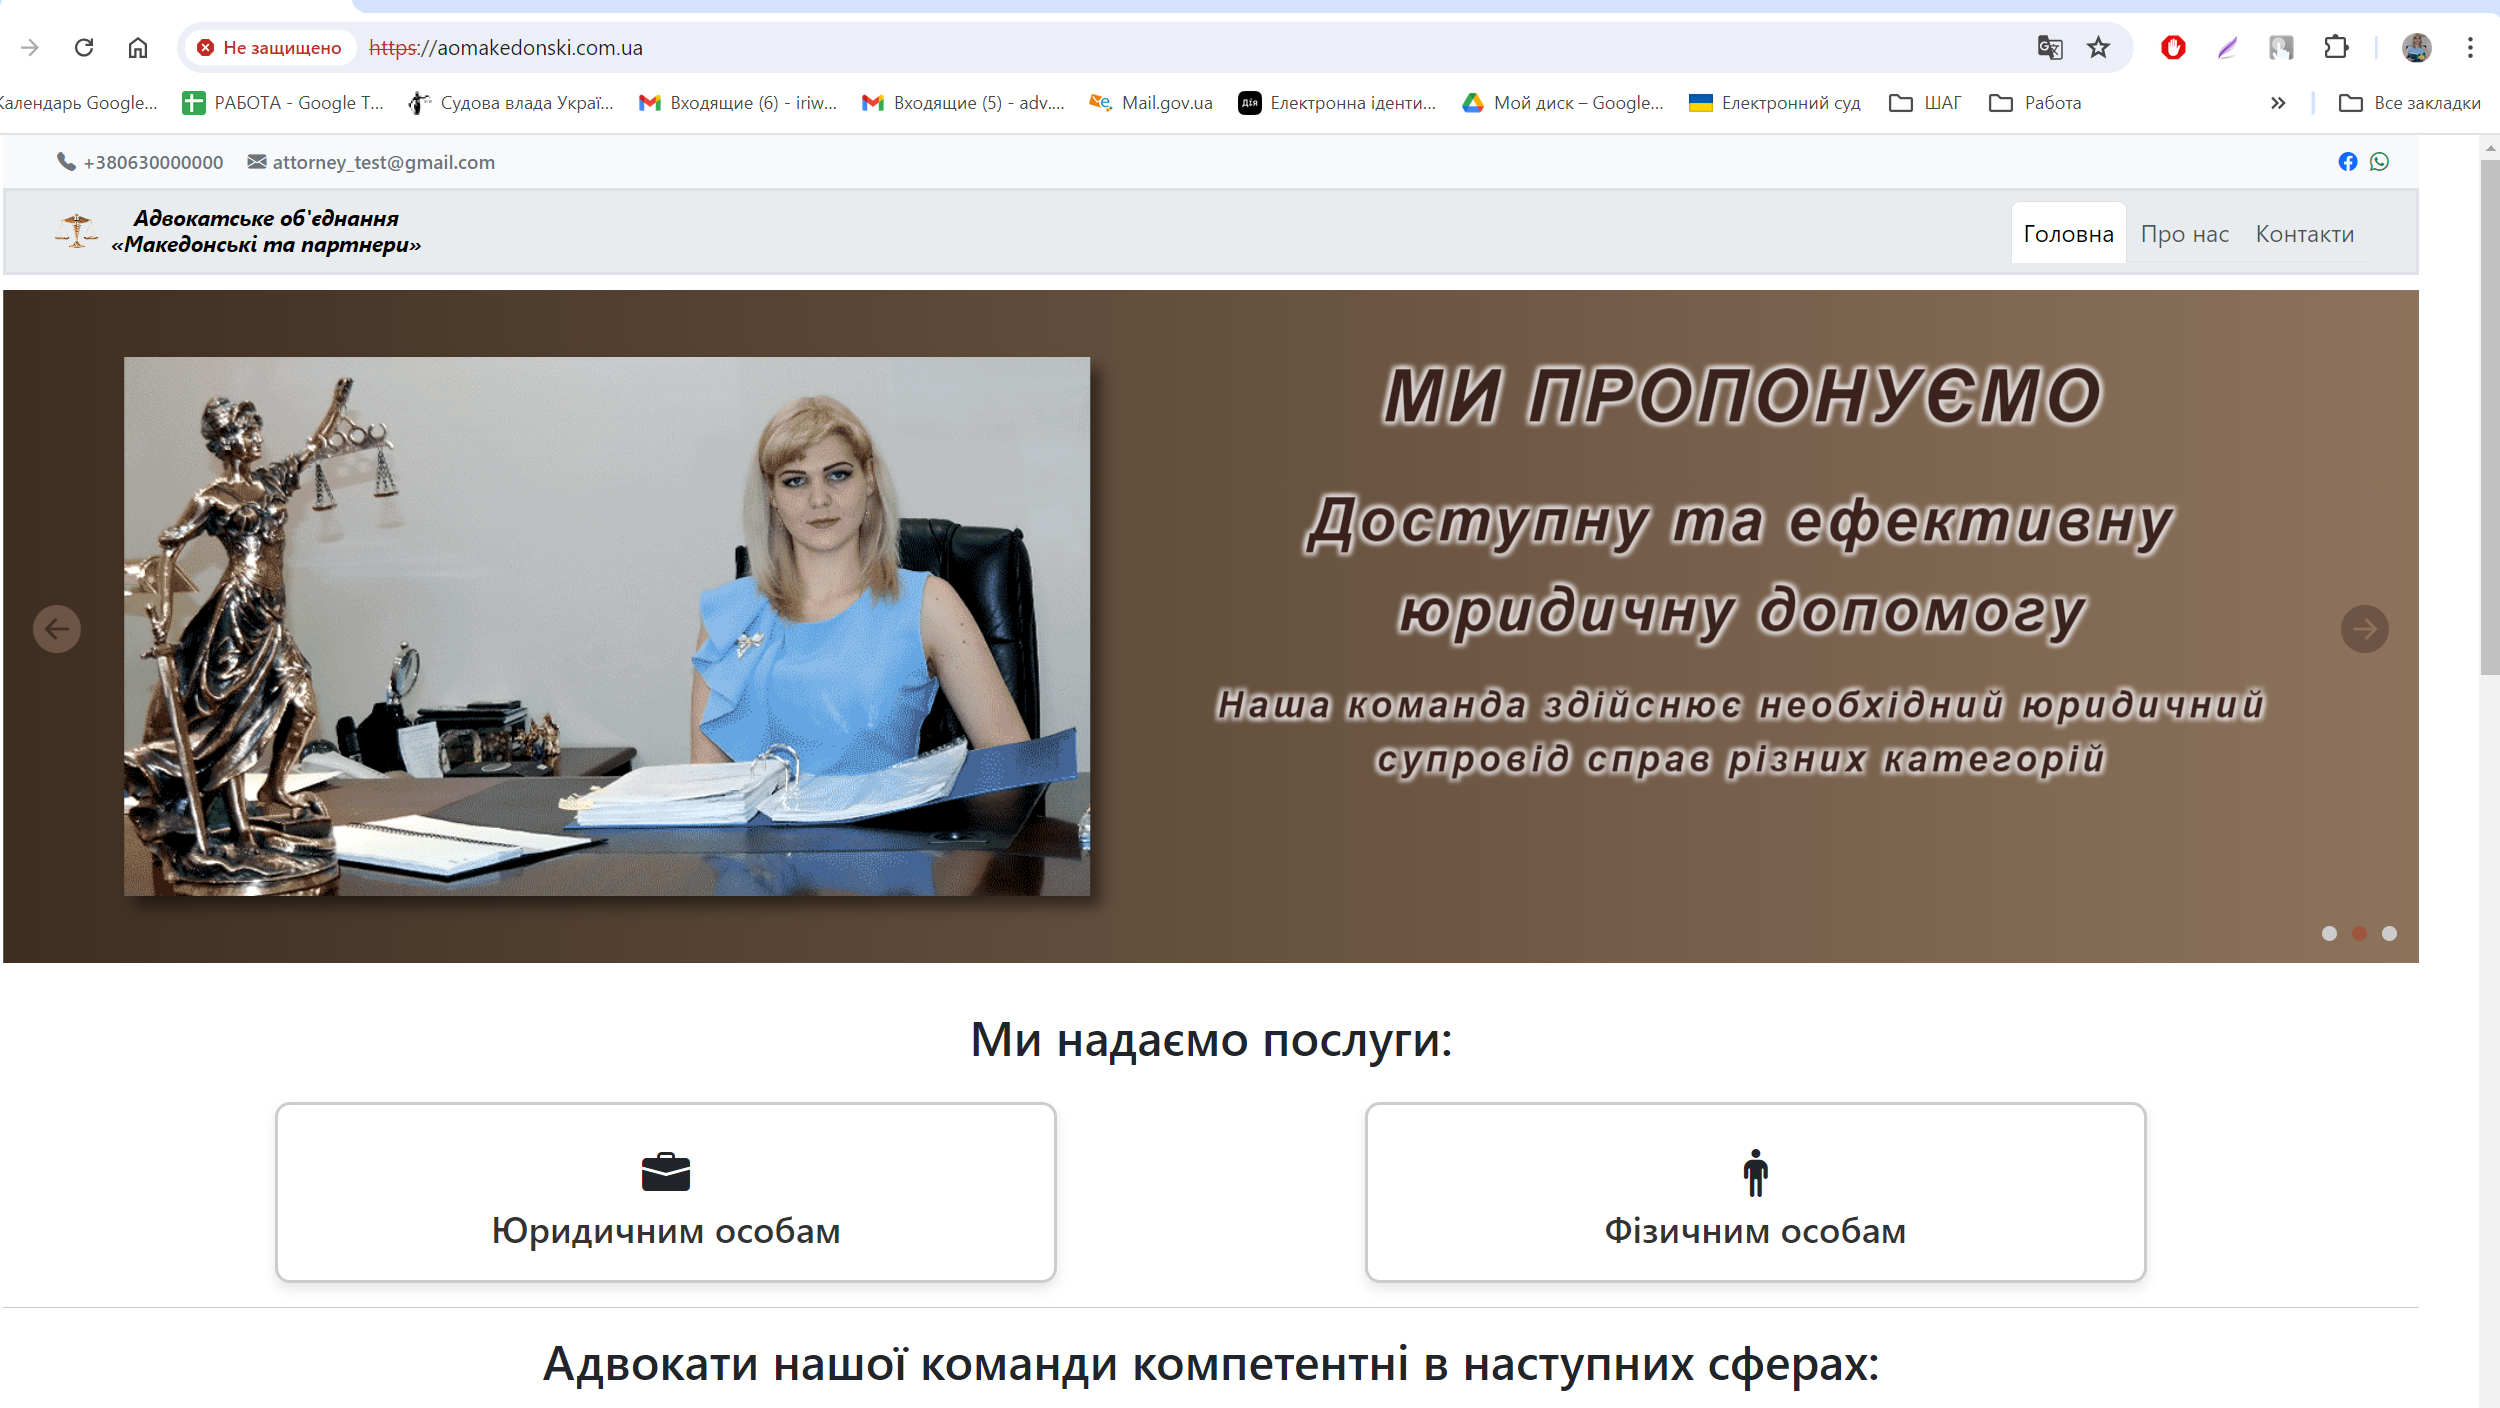 Не защищено https://aomakedonski.com.ua
Календарь Google... РАБОТА - Google Т... Судова влада Украї... Входящие (6) - iriw... Входящие (5) - adv.... Mail.gov.ua Дія Електронна іденти... Мой диск – Google... Електронний суд ШАГ Работа » Все закладки
+380630000000 attorney_test@gmail.com
Адвокатське об'єднання
«Македонські та партнери»
Головна Про нас Контакти
МИ ПРОПОНУЄМО
Доступну та ефективну
юридичну допомогу
Наша команда здійснює необхідний юридичний
супровід справ різних категорій
Ми надаємо послуги:
Юридичним особам Фізичним особам
Адвокати нашої команди компетентні в наступних сферах: